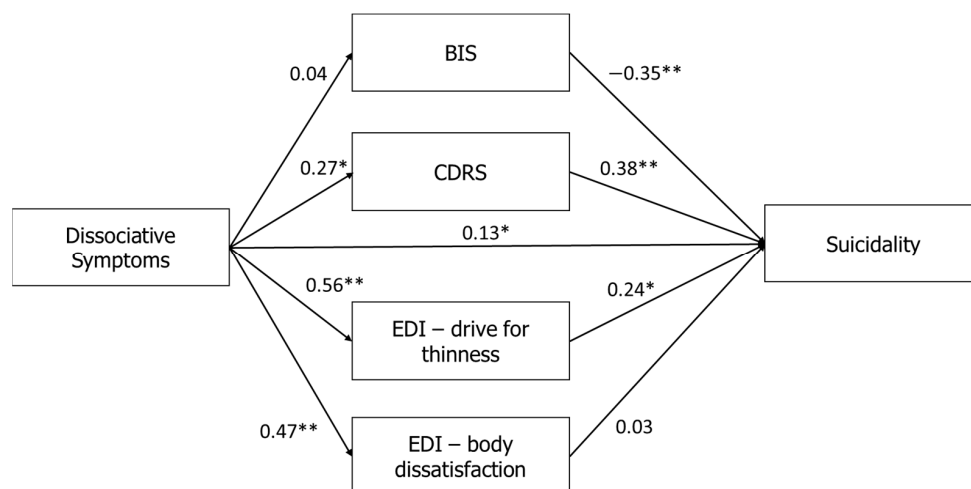 BIS
0.04
−0.35**
CDRS
0.27*
0.38**
Dissociative
Symptoms
0.13*
Suicidality
0.56**
0.24*
EDI – drive for
thinness
0.47**
0.03
EDI – body
dissatisfaction